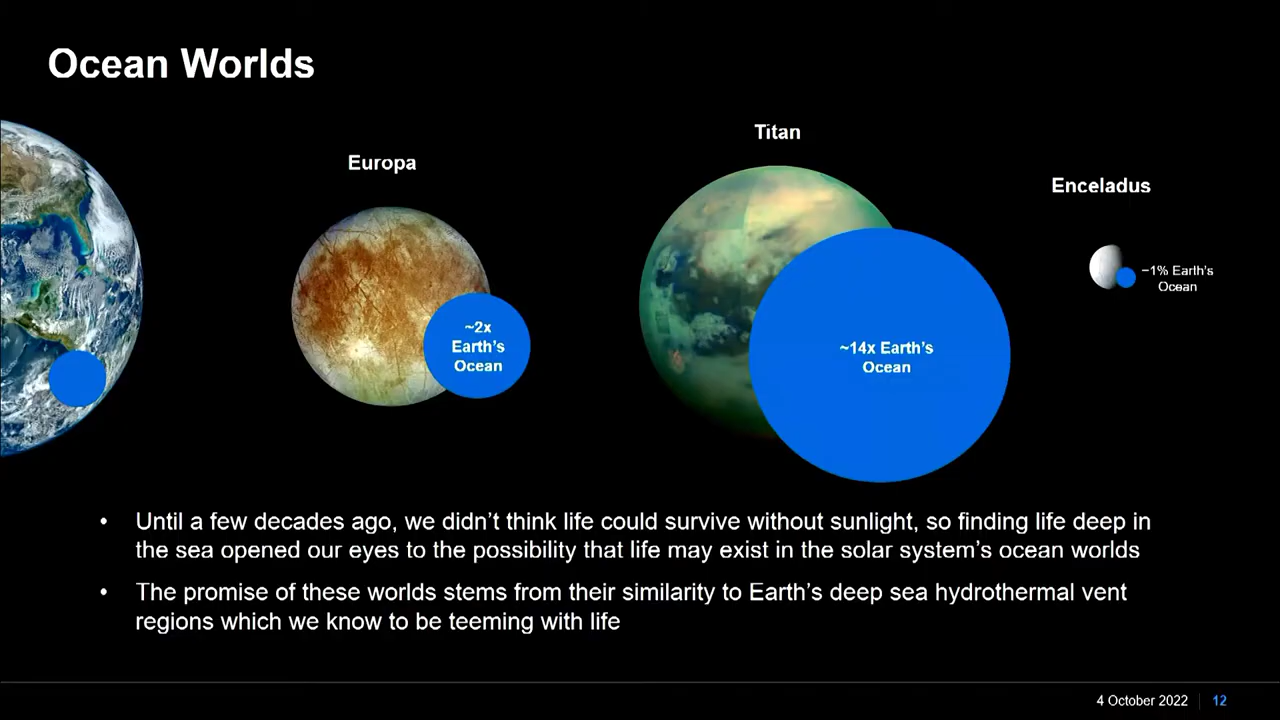 Ocean Worlds
Europa
Titan
Enceladus
~2x
Earth's
Ocean
~14x Earth's
Ocean
~1% Earth's
Ocean
• Until a few decades ago, we didn't think life could survive without sunlight, so finding life deep in
the sea opened our eyes to the possibility that life may exist in the solar system's ocean worlds
• The promise of these worlds stems from their similarity to Earth's deep sea hydrothermal vent
regions which we know to be teeming with life
4 October 2022 12